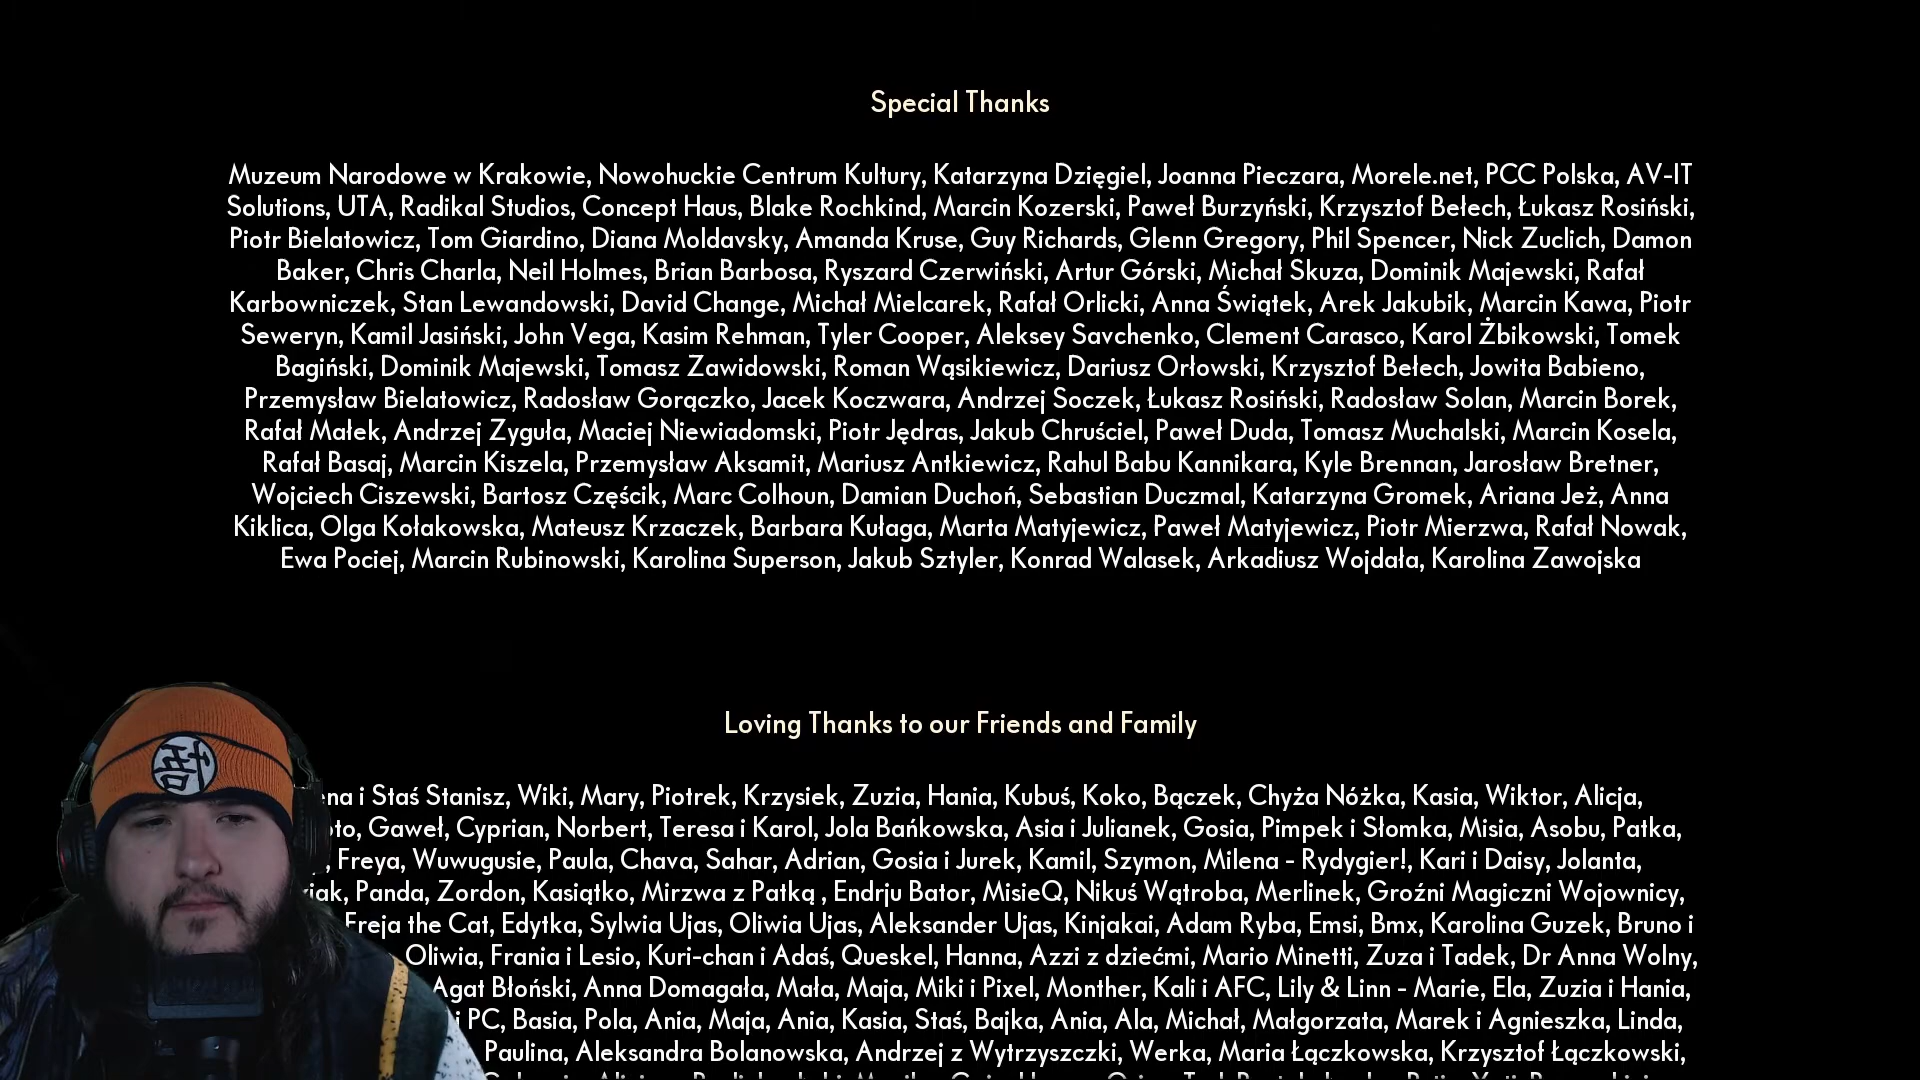 Special Thanks
Muzeum Narodowe w Krakowie, Nowohuckie Centrum Kultury, Katarzyna Dzięgiel, Joanna Pieczara, Morele.net, PCC Polska, AV-IT
Solutions, UTA, Radikal Studios, Concept Haus, Blake Rochkind, Marcin Kozerski, Paweł Burzyński, Krzysztof Bełech, Łukasz Rosiński,
Piotr Bielatowicz, Tom Giardino, Diana Moldavsky, Amanda Kruse, Guy Richards, Glenn Gregory, Phil Spencer, Nick Zuclich, Damon
Baker, Chris Charla, Neil Holmes, Brian Barbosa, Ryszard Czerwiński, Artur Górski, Michał Skuza, Dominik Majewski, Rafał
Karbowniczek, Stan Lewandowski, David Change, Michał Mielcarek, Rafał Orlicki, Anna Świątek, Arek Jakubik, Marcin Kawa, Piotr
Seweryn, Kamil Jasiński, John Vega, Kasim Rehman, Tyler Cooper, Aleksey Savchenko, Clement Carasco, Karol Żbikowski, Tomek
Bagiński, Dominik Majewski, Tomasz Zawidowski, Roman Wąsikiewicz, Dariusz Orłowski, Krzysztof Bełech, Jowita Babieno,
Przemysław Bielatowicz, Radosław Gorączko, Jacek Koczwara, Andrzej Soczek, Łukasz Rosiński, Radosław Solan, Marcin Borek,
Rafał Małek, Andrzej Zyguła, Maciej Niewiadomski, Piotr Jędras, Jakub Chruściel, Paweł Duda, Tomasz Muchalski, Marcin Kosela,
Rafał Basaj, Marcin Kiszela, Przemysław Aksamit, Mariusz Antkiewicz, Rahul Babu Kannikara, Kyle Brennan, Jarosław Bretner,
Wojciech Ciszewski, Bartosz Częścik, Marc Colhoun, Damian Duchoń, Sebastian Duczmal, Katarzyna Gromek, Ariana Jeż, Anna
Kiklica, Olga Kołakowska, Mateusz Krzaczek, Barbara Kułaga, Marta Matyjewicz, Paweł Matyjewicz, Piotr Mierzwa, Rafał Nowak,
Ewa Pociej, Marcin Rubinowski, Karolina Superson, Jakub Sztyler, Konrad Walasek, Arkadiusz Wojdała, Karolina Zawojska
Loving Thanks to our Friends and Family
i Staś Stanisz, Wiki, Mary, Piotrek, Krzysiek, Zuzia, Hania, Kubuś, Koko, Bączek, Chyża Nóżka, Kasia, Wiktor, Alicja,
Gaweł, Cyprian, Norbert, Teresa i Karol, Jola Bańkowska, Asia i Julianek, Gosia, Pimpek i Słomka, Misia, Asobu, Patka,
Freya, Wuwugusie, Paula, Chava, Sahar, Adrian, Gosia i Jurek, Kamil, Szymon, Milena - Rydygier!, Kari i Daisy, Jolanta,
Panda, Zordon, Kasiątko, Mirzwa z Patką , Endrju Bator, MisieQ, Nikuś Wątroba, Merlinek, Groźni Magiczni Wojownicy,
Freja the Cat, Edytka, Sylwia Ujas, Oliwia Ujas, Aleksander Ujas, Kinjakai, Adam Ryba, Emsi, Bmx, Karolina Guzek, Bruno i
Oliwia, Frania i Lesio, Kuri-chan i Adaś, Queskel, Hanna, Azzi z dziećmi, Mario Minetti, Zuza i Tadek, Dr Anna Wolny,
Agat Błoński, Anna Domagała, Mała, Maja, Miki i Pixel, Monther, Kali i AFC, Lily & Linn - Marie, Ela, Zuzia i Hania,
i PC, Basia, Pola, Ania, Maja, Ania, Kasia, Staś, Bajka, Ania, Ala, Michał, Małgorzata, Marek i Agnieszka, Linda,
Paulina, Aleksandra Bolanowska, Andrzej z Wytrzyszczki, Werka, Maria Łączkowska, Krzysztof Łączkowski,
悟